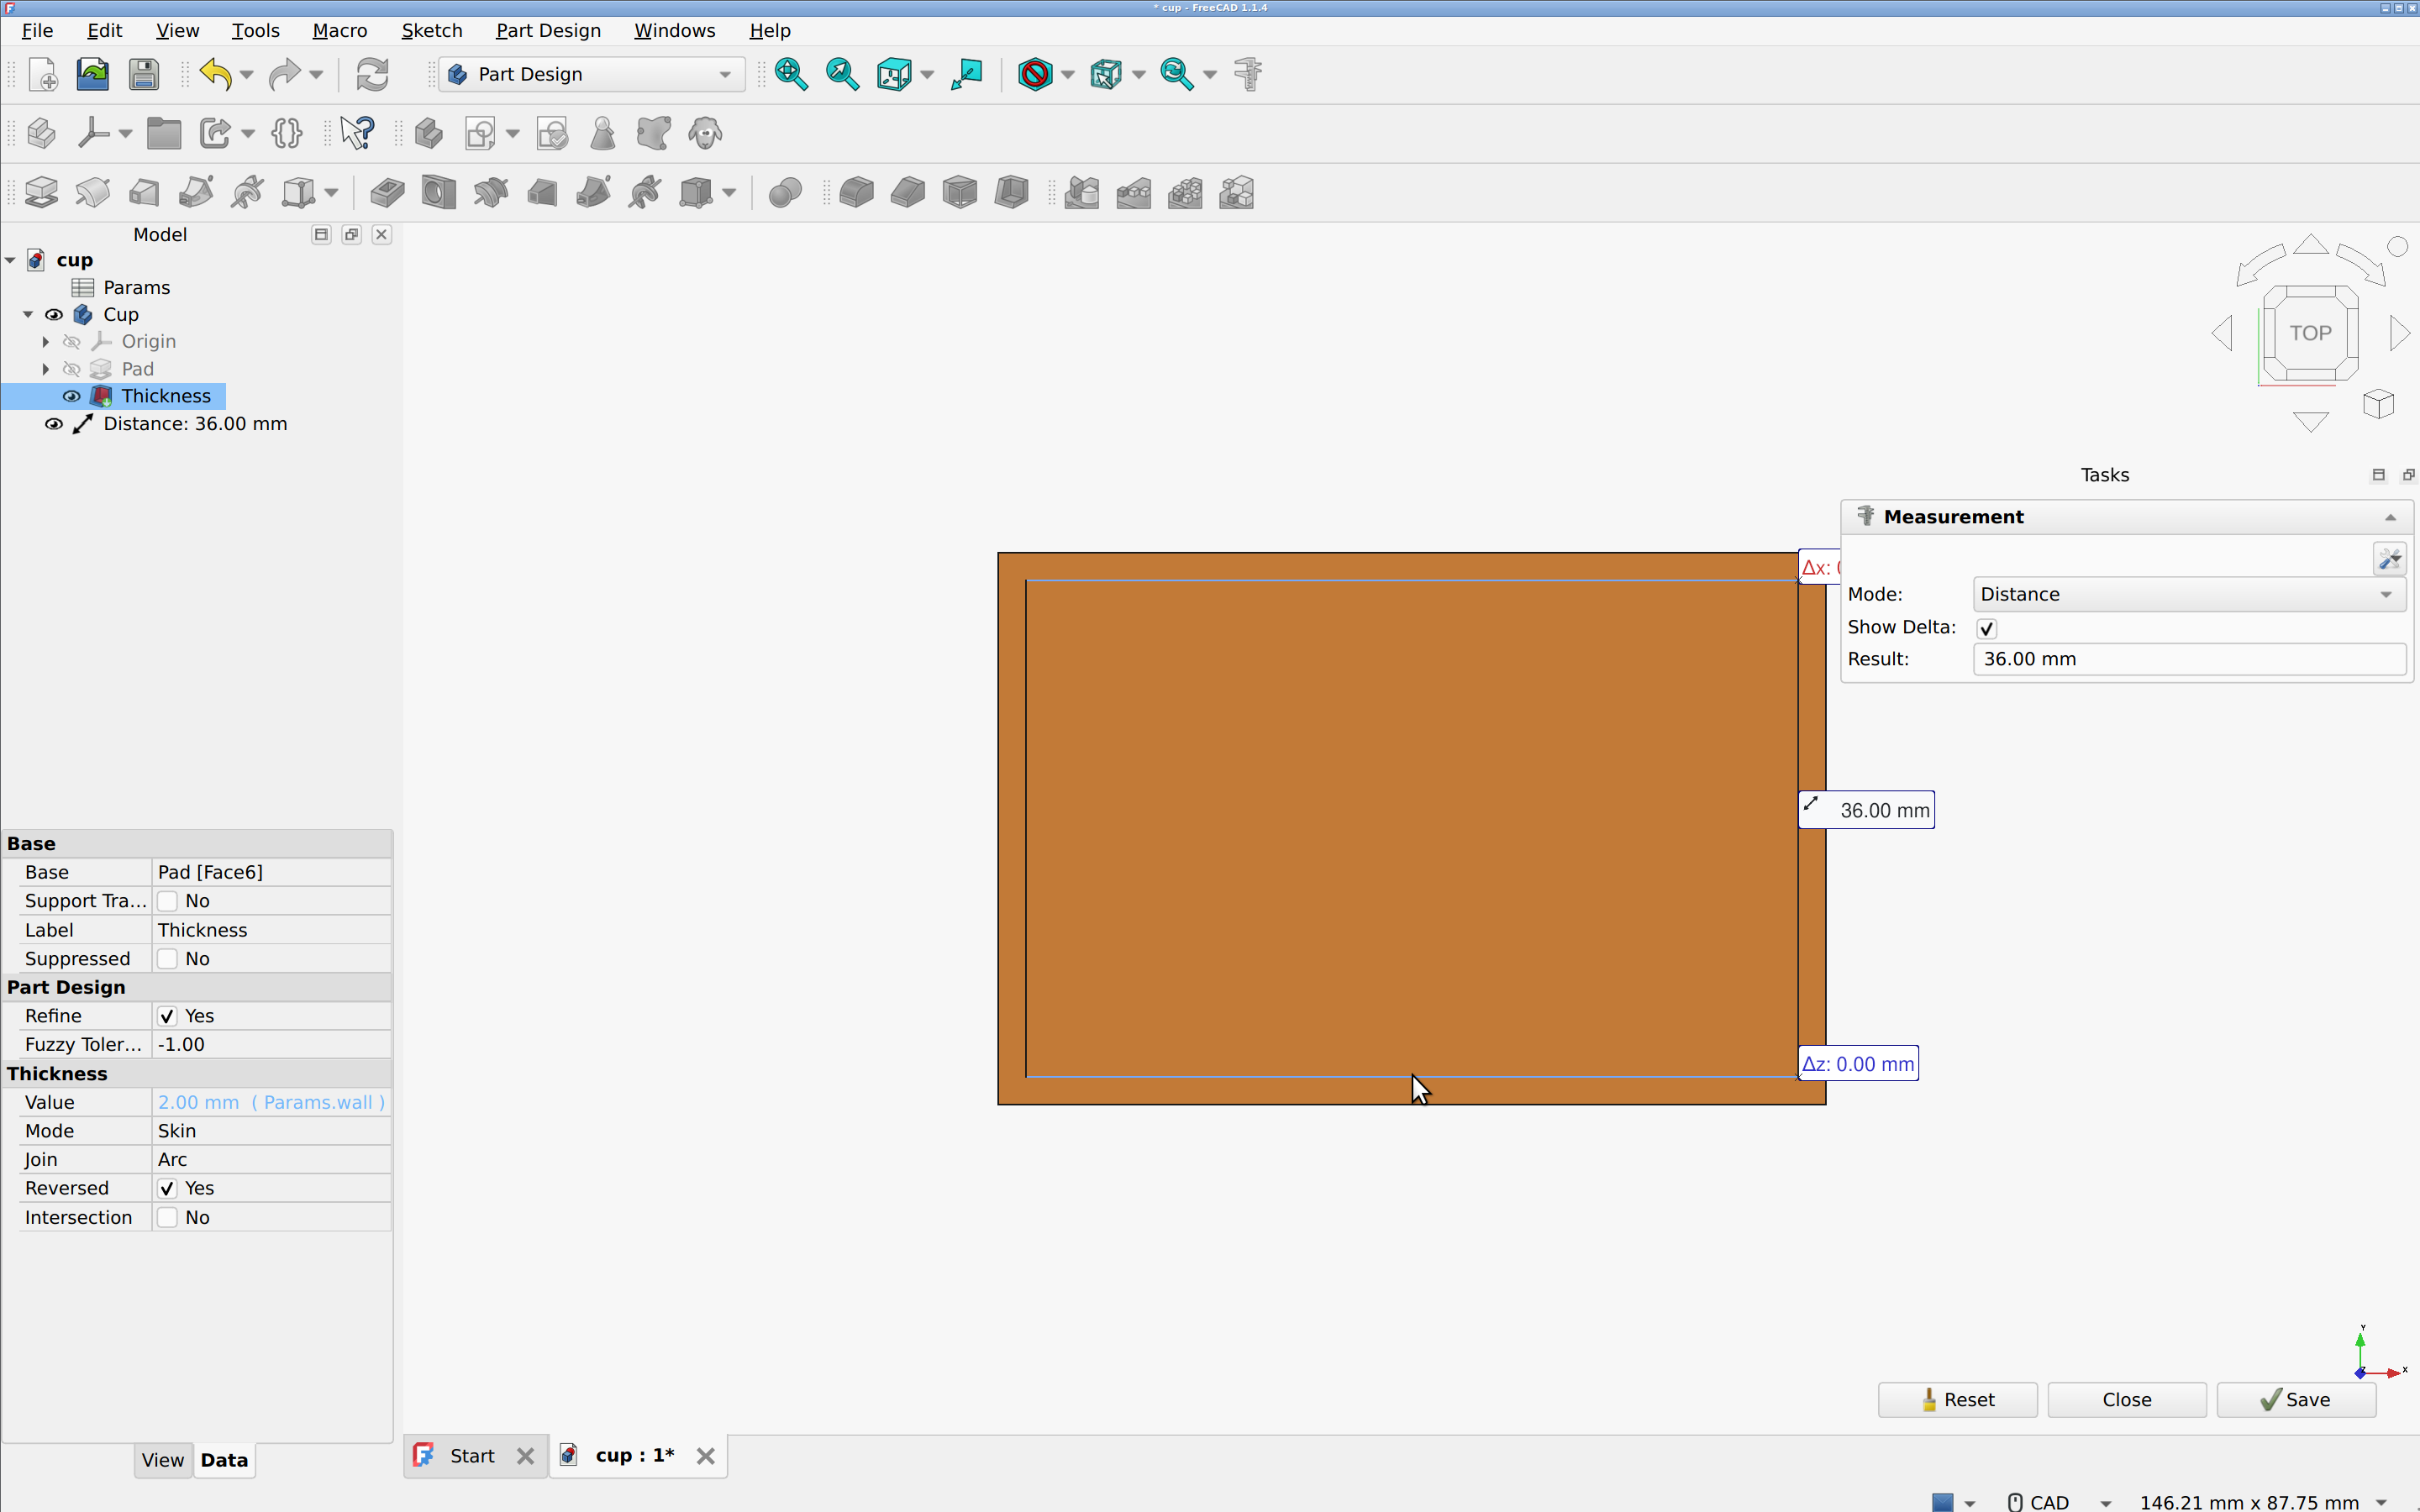 * cup - FreeCAD 1.1.4
File Edit View Tools Macro Sketch Part Design Windows Help
Part Design
Model
cup
Params
Cup
Origin
Pad
Thickness
Distance: 36.00 mm
TOP
Tasks
Measurement
Mode: Distance
Show Delta:
Result: 36.00 mm
Δx: 
36.00 mm
Δz: 0.00 mm
Base
Base Pad [Face6]
Support Tra... No
Label Thickness
Suppressed No
Part Design
Refine Yes
Fuzzy Toler... -1.00
Thickness
Value 2.00 mm ( Params.wall )
Mode Skin
Join Arc
Reversed Yes
Intersection No
Y
X
Reset Close Save
View Data
Start cup : 1*
CAD 146.21 mm x 87.75 mm